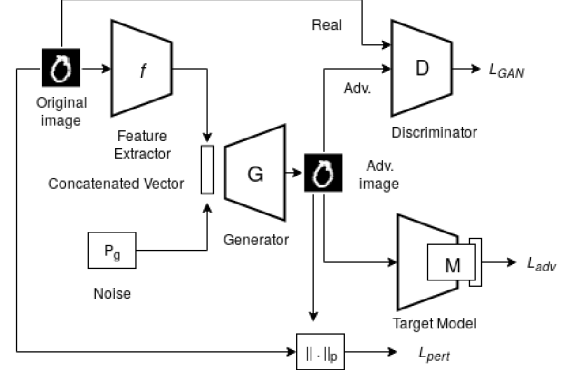 Real
f
D
L_GAN
Adv.
Original
image
Discriminator
Feature
Extractor
Adv.
image
Concatenated Vector
G
Generator
P_g
Noise
M
L_adv
Target Model
|| · ||_p
L_pert